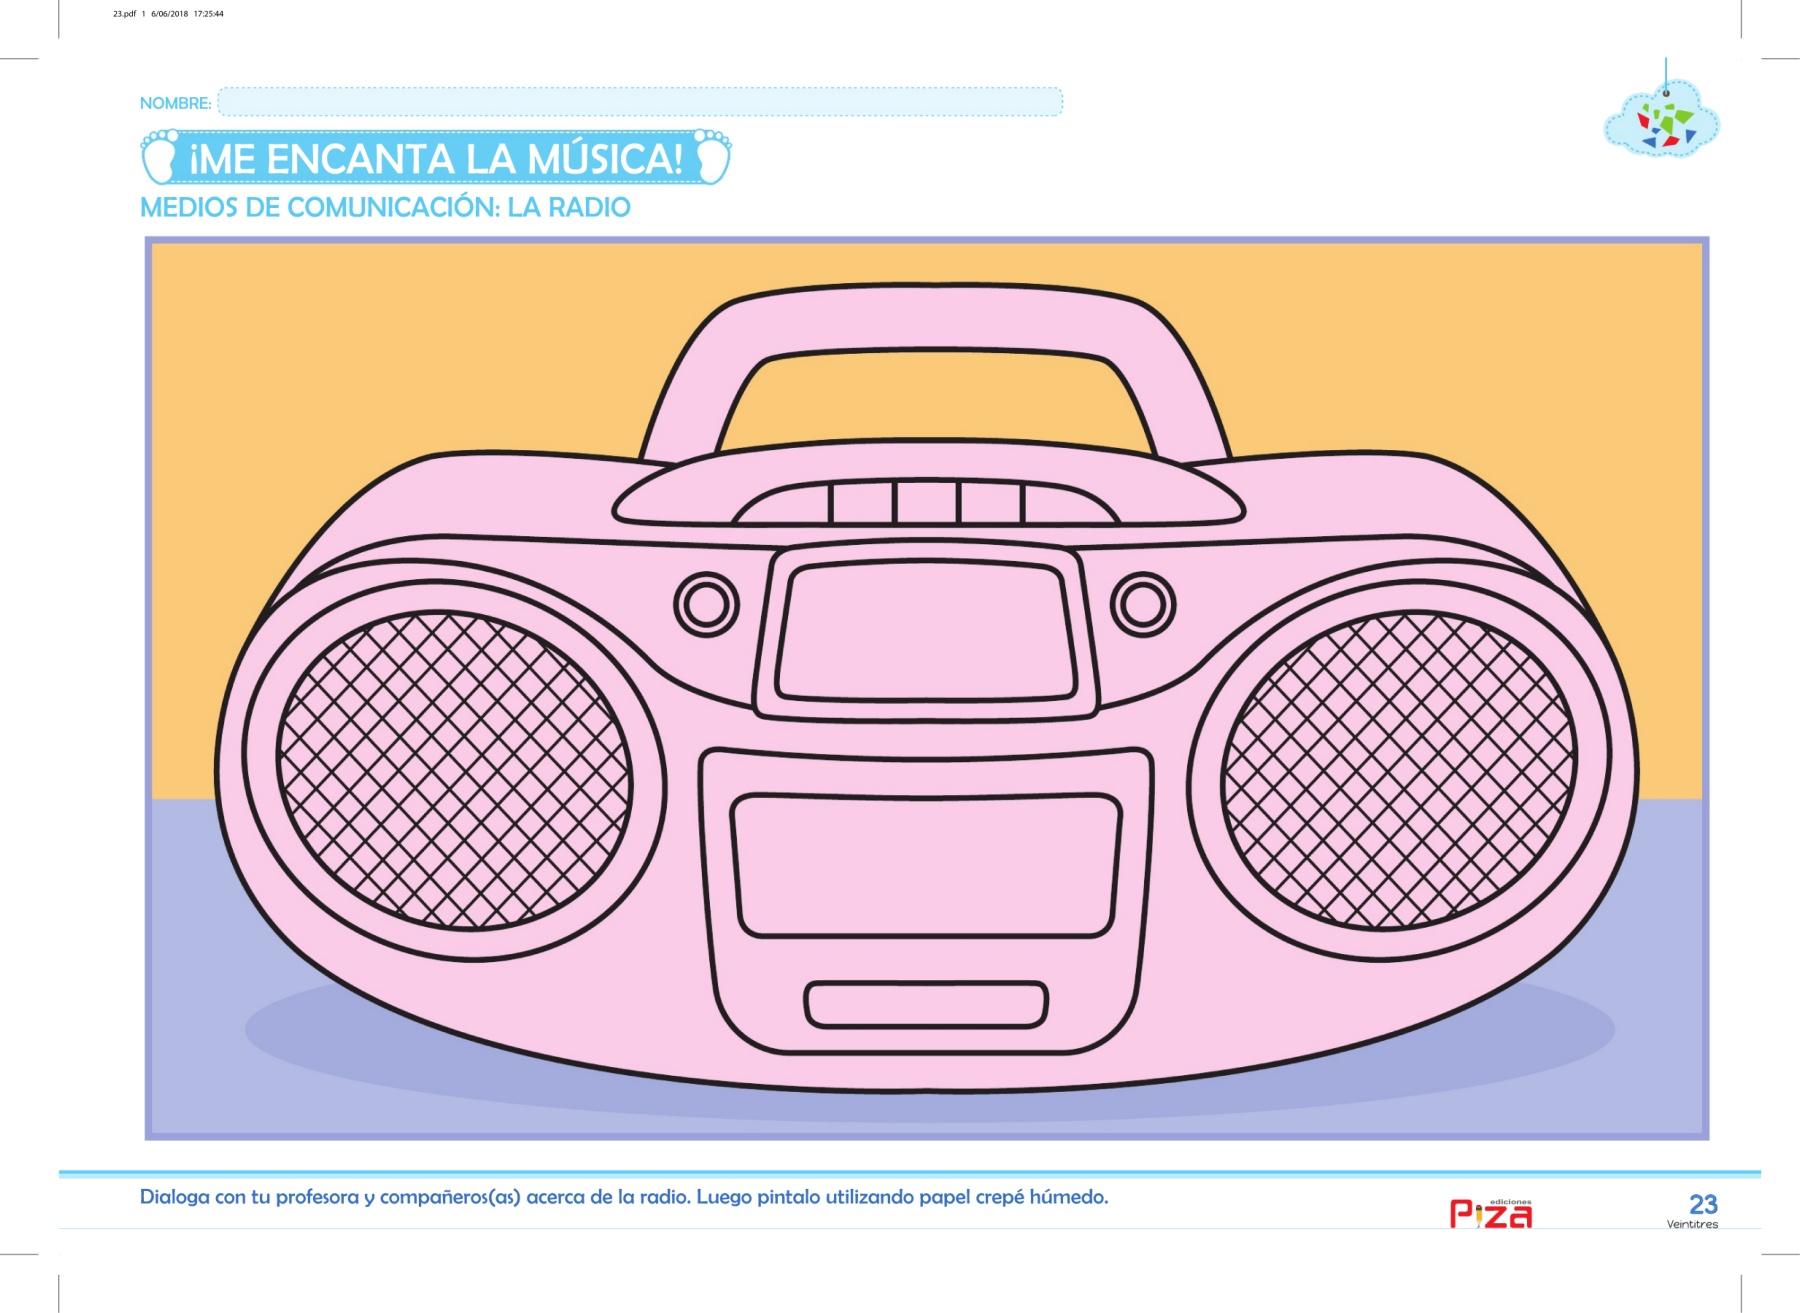 23.pdf 1 6/06/2018 17:25:44
NOMBRE:
¡ME ENCANTA LA MÚSICA!
MEDIOS DE COMUNICACIÓN: LA RADIO
Dialoga con tu profesora y compañeros(as) acerca de la radio. Luego pintalo utilizando papel crepé húmedo.
ediciones
Piza
23
Veintitres